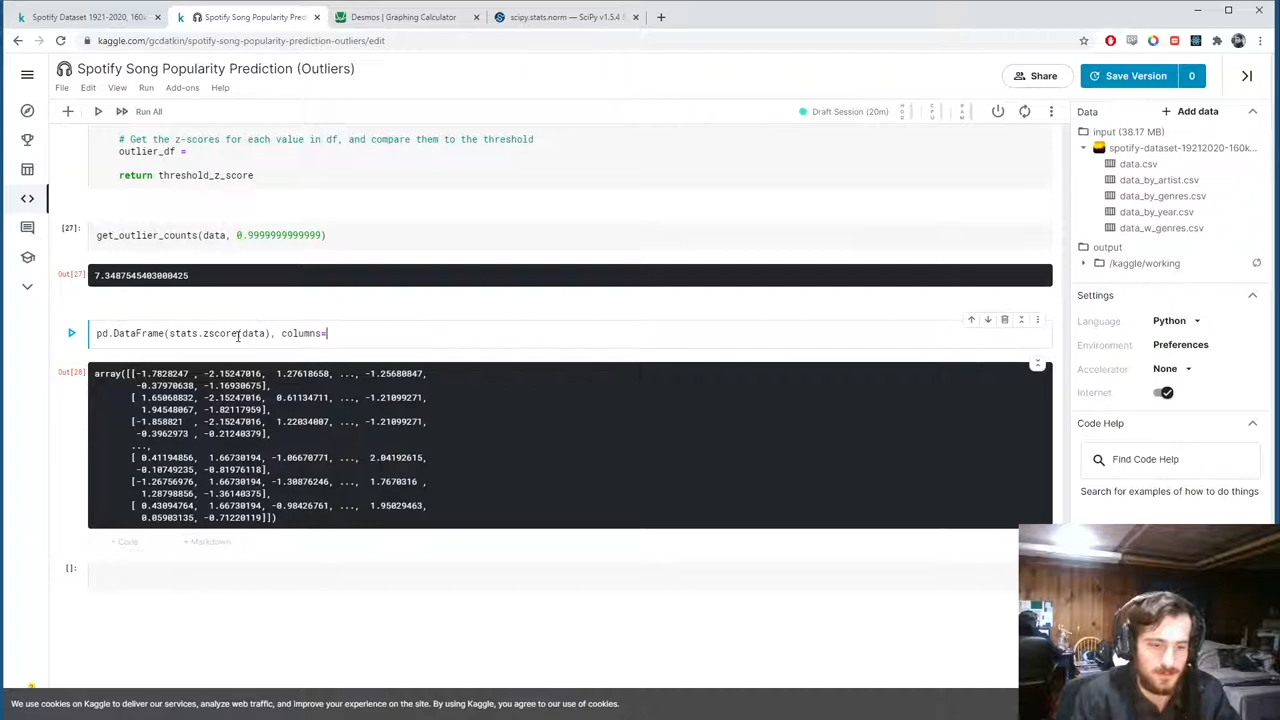 Spotify Dataset 1921-2020, 160k
Spotify Song Popularity Predi
Desmos | Graphing Calculator
scipy.stats.norm — SciPy v1.5.4
kaggle.com/gcdatkin/spotify-song-popularity-prediction-outliers/edit
Spotify Song Popularity Prediction (Outliers)
File Edit View Run Add-ons Help
Share
Save Version 0
Run All
Draft Session (20m)
# Get the z-scores for each value in df, and compare them to the threshold
outlier_df =
return threshold_z_score
[27]:
get_outlier_counts(data, 0.9999999999999)
Out[27]
7.3487545403000425
pd.DataFrame(stats.zscore(data), columns=
Out[28]
array([[-1.7828247 , -2.15247016, 1.27618658, ..., -1.25680847,
-0.37970638, -1.16930675],
[ 1.65068832, -2.15247016, 0.61134711, ..., -1.21099271,
1.94548067, -1.82117959],
[-1.858821 , -2.15247016, 1.22034007, ..., -1.21099271,
-0.3962973 , -0.21240379],
...,
[ 0.41194856, 1.66730194, -1.06670771, ..., 2.04192615,
-0.10749235, -0.81976118],
[-1.26756976, 1.66730194, -1.30876246, ..., 1.7670316 ,
1.28798856, -1.36140375],
[ 0.43094764, 1.66730194, -0.98426761, ..., 1.95029463,
0.05903135, -0.71220119]])
+ Code
+ Markdown
[]:
Data
Add data
input (38.17 MB)
spotify-dataset-19212020-160k...
data.csv
data_by_artist.csv
data_by_genres.csv
data_by_year.csv
data_w_genres.csv
output
/kaggle/working
Settings
Language Python
Environment Preferences
Accelerator None
Internet
Code Help
Find Code Help
Search for examples of how to do things
We use cookies on Kaggle to deliver our services, analyze web traffic, and improve your experience on the site. By using Kaggle, you agree to our use of cookies.